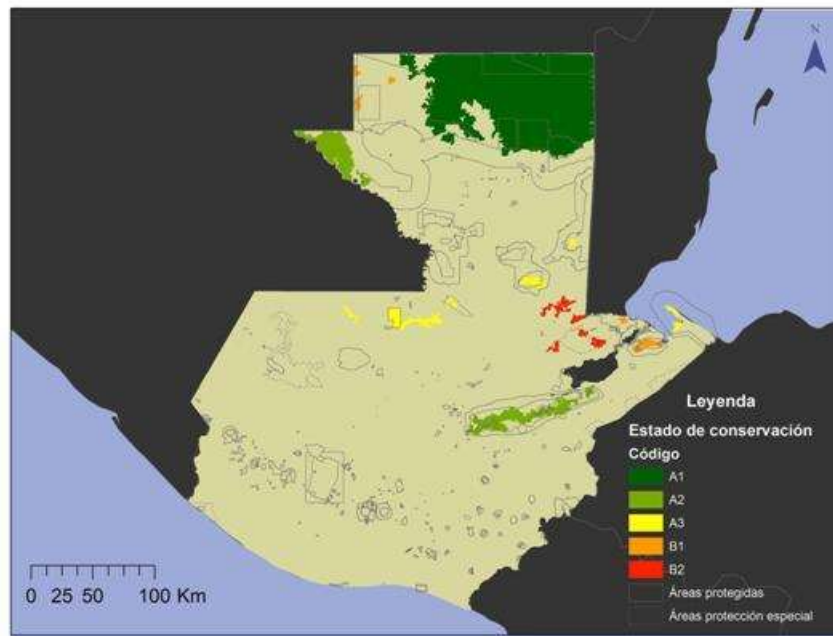 N
Leyenda
Estado de conservación
Código
A1
A2
A3
B1
B2
Áreas protegidas
Áreas protección especial
0 25 50 100 Km